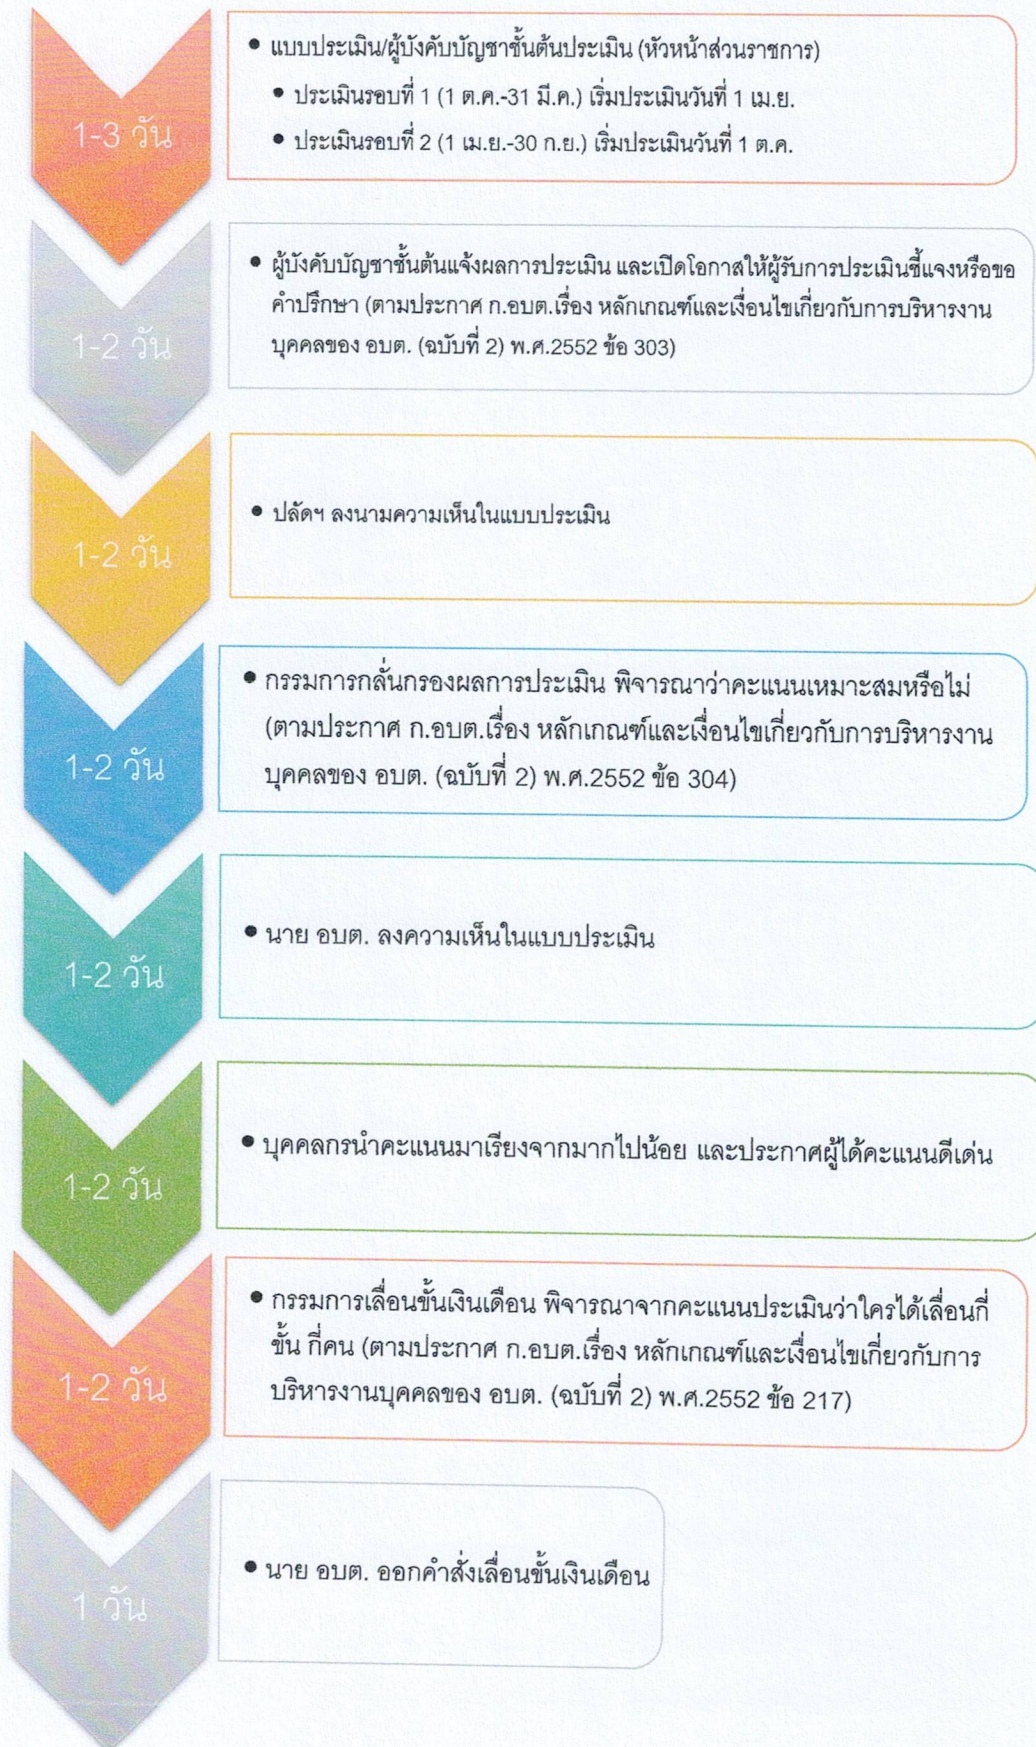 1-3 วัน
• แบบประเมิน/ผู้บังคับบัญชาชั้นต้นประเมิน (หัวหน้าส่วนราชการ)
• ประเมินรอบที่ 1 (1 ต.ค.-31 มี.ค.) เริ่มประเมินวันที่ 1 เม.ย.
• ประเมินรอบที่ 2 (1 เม.ย.-30 ก.ย.) เริ่มประเมินวันที่ 1 ต.ค.
1-2 วัน
• ผู้บังคับบัญชาชั้นต้นแจ้งผลการประเมิน และเปิดโอกาสให้ผู้รับการประเมินชี้แจงหรือขอ
คำปรึกษา (ตามประกาศ ก.อบต.เรื่อง หลักเกณฑ์และเงื่อนไขเกี่ยวกับการบริหารงาน
บุคคลของ อบต. (ฉบับที่ 2) พ.ศ.2552 ข้อ 303)
1-2 วัน
• ปลัดฯ ลงนามความเห็นในแบบประเมิน
1-2 วัน
• กรรมการกลั่นกรองผลการประเมิน พิจารณาว่าคะแนนเหมาะสมหรือไม่
(ตามประกาศ ก.อบต.เรื่อง หลักเกณฑ์และเงื่อนไขเกี่ยวกับการบริหารงาน
บุคคลของ อบต. (ฉบับที่ 2) พ.ศ.2552 ข้อ 304)
1-2 วัน
• นาย อบต. ลงความเห็นในแบบประเมิน
1-2 วัน
• บุคคลกรนำคะแนนมาเรียงจากมากไปน้อย และประกาศผู้ได้คะแนนดีเด่น
1-2 วัน
• กรรมการเลื่อนขั้นเงินเดือน พิจารณาจากคะแนนประเมินว่าใครได้เลื่อนกี่
ขั้น กี่คน (ตามประกาศ ก.อบต.เรื่อง หลักเกณฑ์และเงื่อนไขเกี่ยวกับการ
บริหารงานบุคคลของ อบต. (ฉบับที่ 2) พ.ศ.2552 ข้อ 217)
1 วัน
• นาย อบต. ออกคำสั่งเลื่อนขั้นเงินเดือน